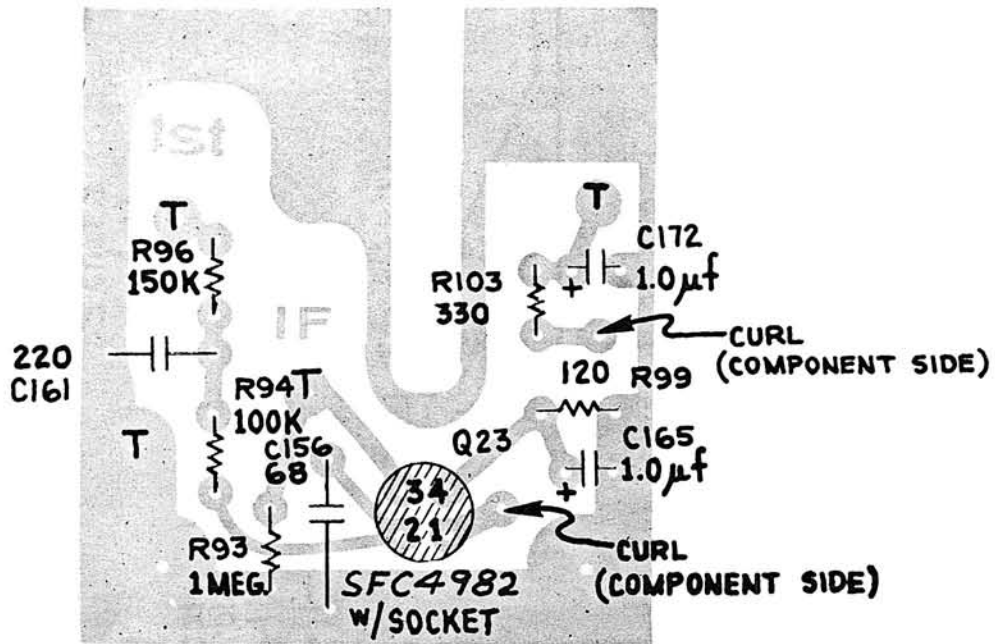 1st
T
R96
150K
IF
220
C161
R94 T
100K
T
C156
68
R93
1MEG.
34
21
SFC4982
W/SOCKET
Q23
T
C172
+ 1.0µf
R103
330
CURL
(COMPONENT SIDE)
120 R99
C165
+ 1.0µf
CURL
(COMPONENT SIDE)